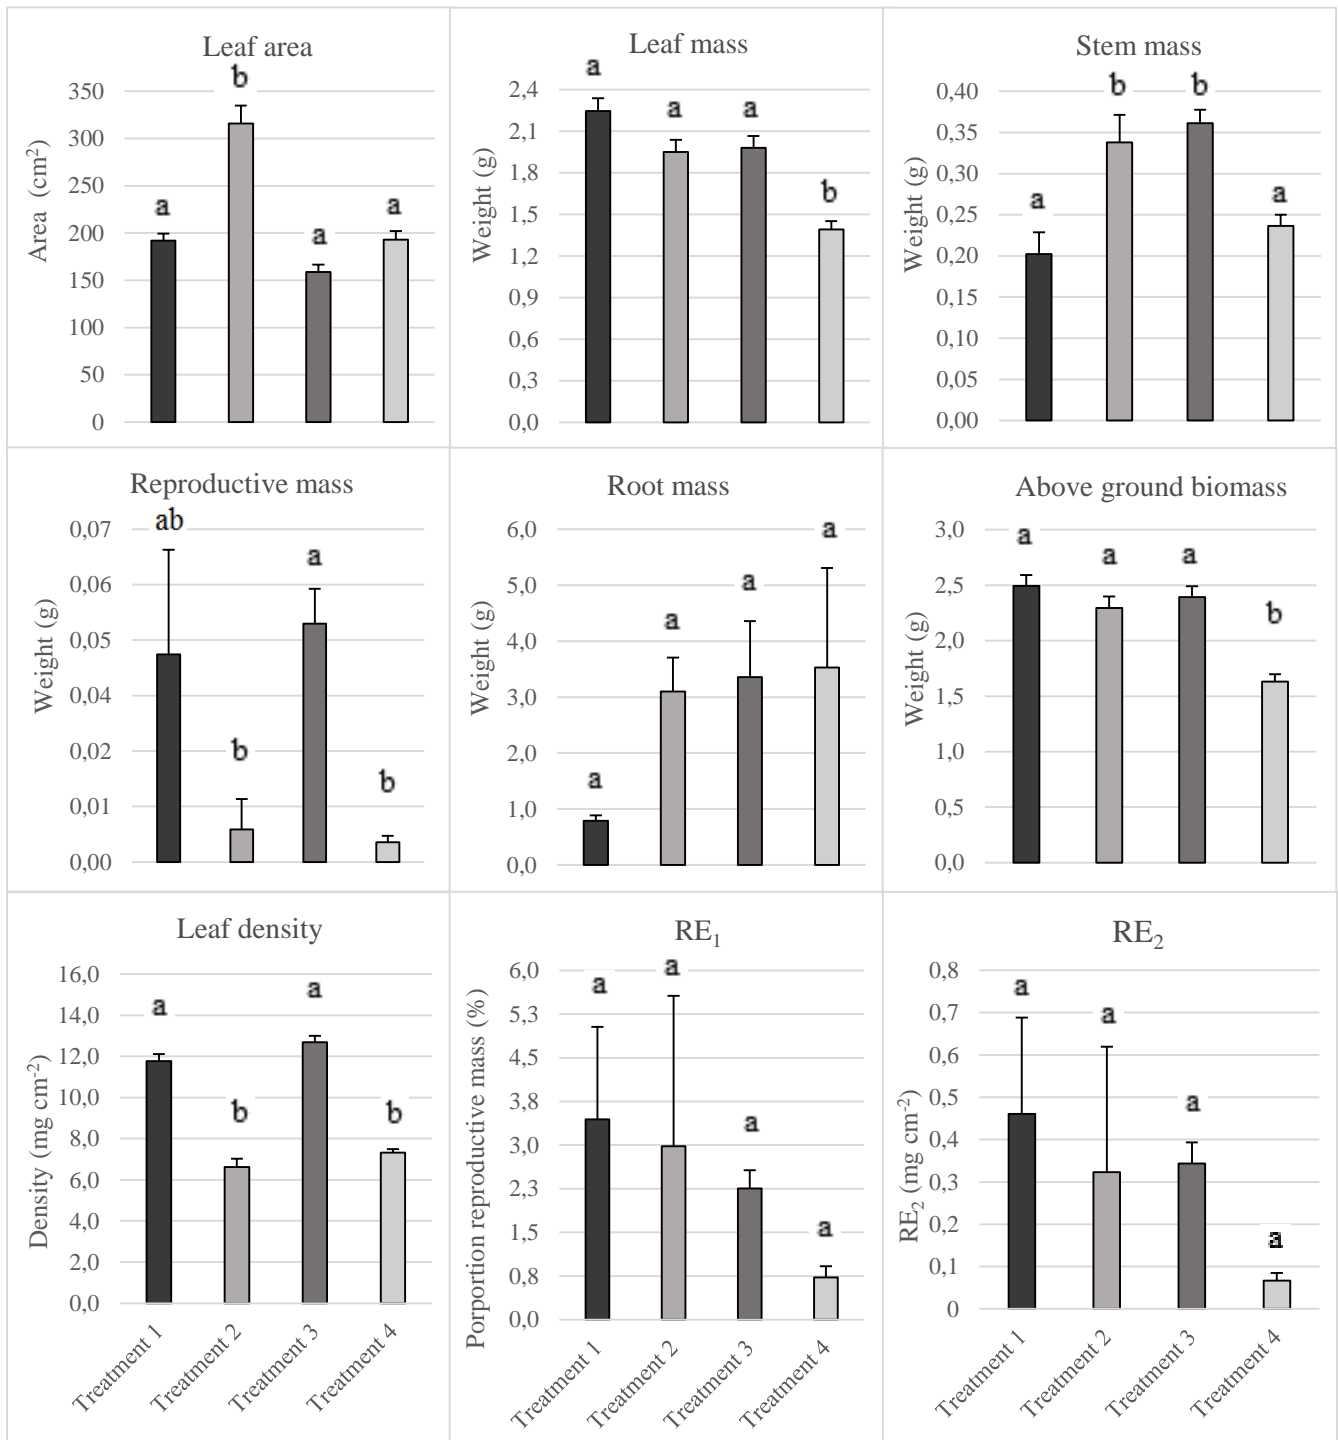 Leaf area
Area (cm²)
350
300
250
200
150
100
50
0
a
b
a
a
Leaf mass
Weight (g)
2,4
2,1
1,8
1,5
1,2
0,9
0,6
0,3
0,0
a
a
a
b
Stem mass
Weight (g)
0,40
0,35
0,30
0,25
0,20
0,15
0,10
0,05
0,00
a
b
b
a
Reproductive mass
Weight (g)
0,07
0,06
0,05
0,04
0,02
0,01
0,00
ab
b
a
b
Root mass
Weight (g)
6,0
5,0
4,0
3,0
2,0
1,0
0,0
a
a
a
a
Above ground biomass
Weight (g)
3,0
2,5
2,0
1,5
1,0
0,5
0,0
a
a
a
b
Leaf density
Density (mg cm⁻²)
16,0
14,0
12,0
10,0
8,0
6,0
4,0
2,0
0,0
a
b
a
b
Treatment 1
Treatment 2
Treatment 3
Treatment 4
RE₁
Porportion reproductive mass (%)
6,0
5,3
4,5
3,8
3,0
2,3
1,5
0,8
0,0
a
a
a
a
Treatment 1
Treatment 2
Treatment 3
Treatment 4
RE₂
RE₂ (mg cm⁻²)
0,8
0,7
0,6
0,5
0,4
0,3
0,2
0,1
0
a
a
a
a
Treatment 1
Treatment 2
Treatment 3
Treatment 4